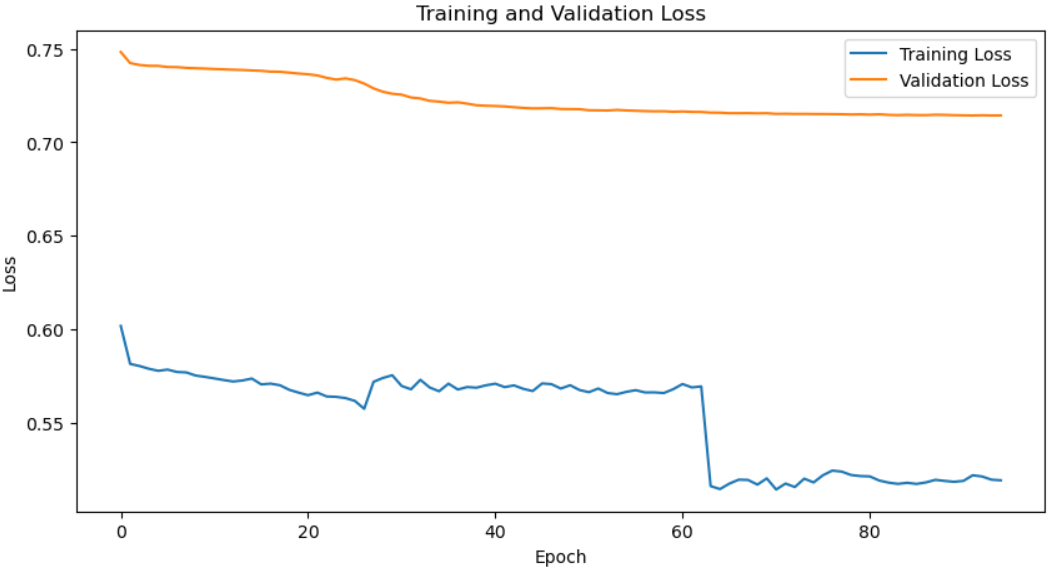 Training and Validation Loss
Training Loss
Validation Loss
0.75
0.70
0.65
0.60
0.55
Loss
0
20
40
60
80
Epoch